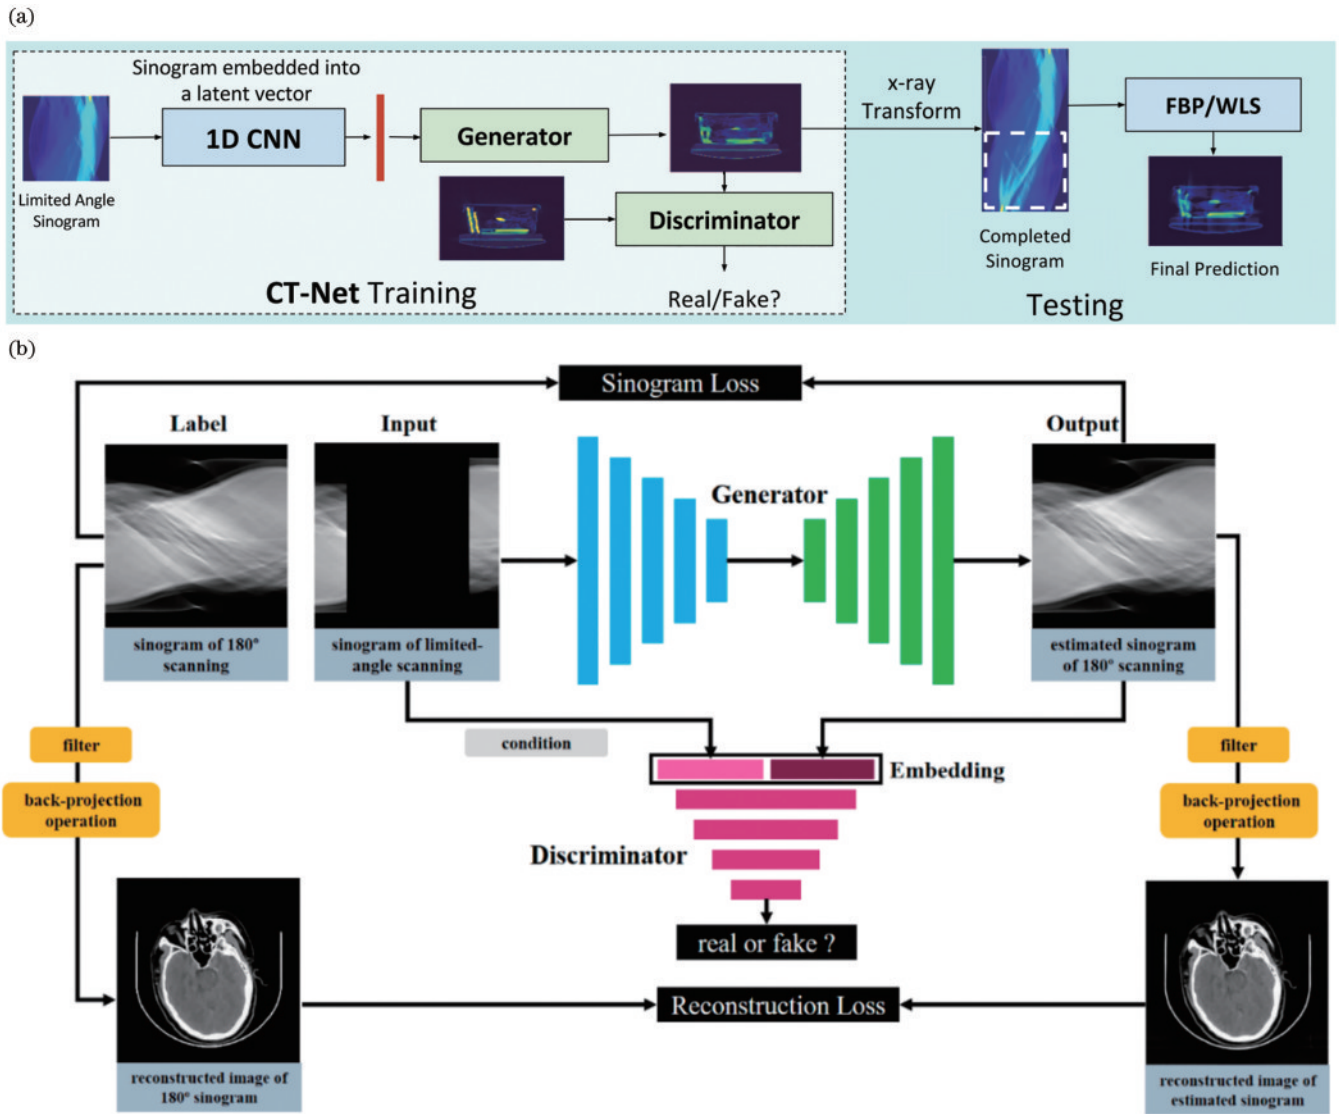 (a)
Sinogram embedded into
a latent vector
1D CNN
Generator
Limited Angle
Sinogram
Discriminator
CT-Net Training
Real/Fake?
x-ray
Transform
FBP/WLS
Completed
Sinogram
Final Prediction
Testing
(b)
Sinogram Loss
Label
Input
Output
Generator
sinogram of 180°
scanning
sinogram of limited-
angle scanning
estimated sinogram
of 180° scanning
filter
condition
filter
Embedding
back-projection
operation
back-projection
operation
Discriminator
real or fake ?
Reconstruction Loss
reconstructed image of
180° sinogram
reconstructed image of
estimated sinogram